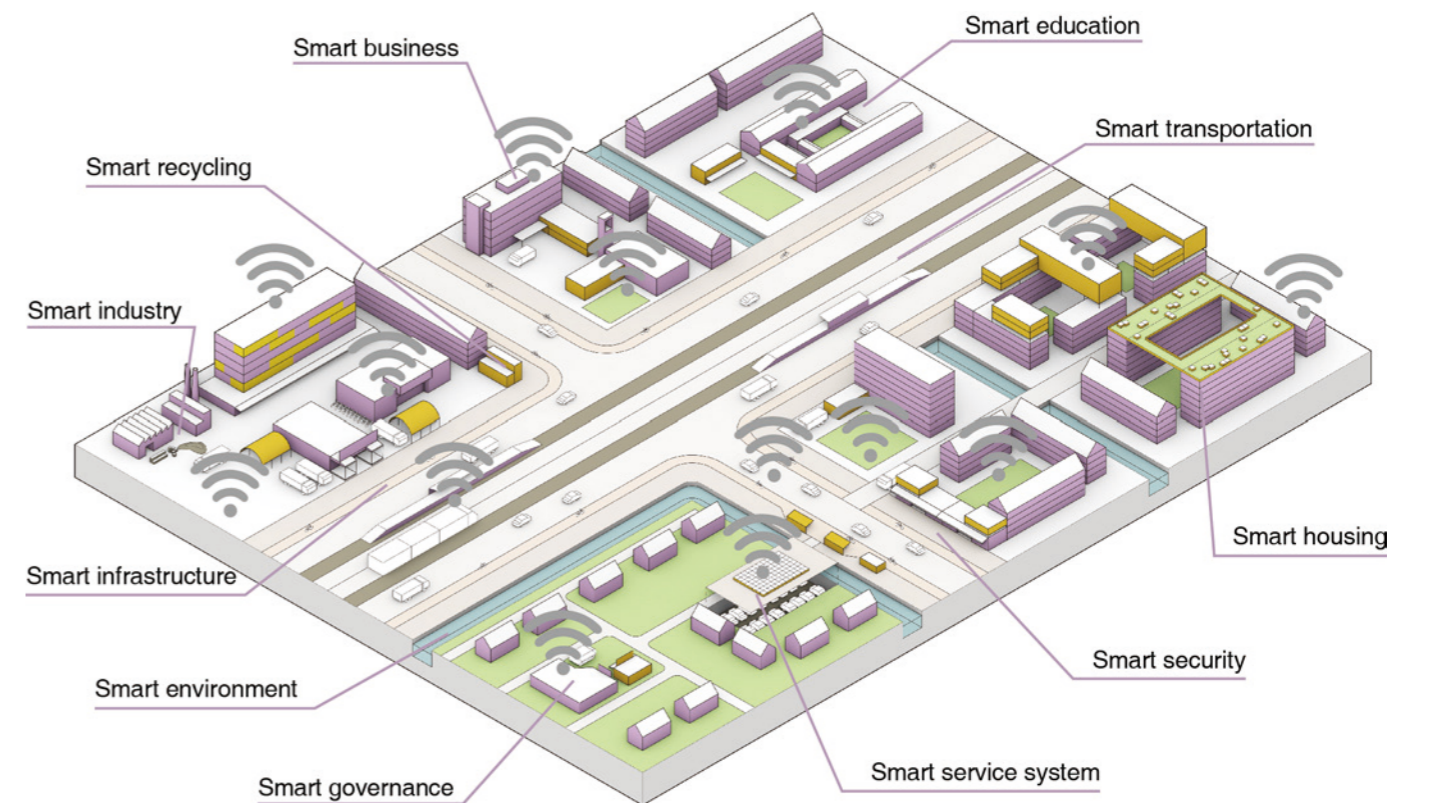 Smart education
Smart business
Smart transportation
Smart recycling
Smart industry
Smart housing
Smart infrastructure
Smart security
Smart environment
Smart service system
Smart governance